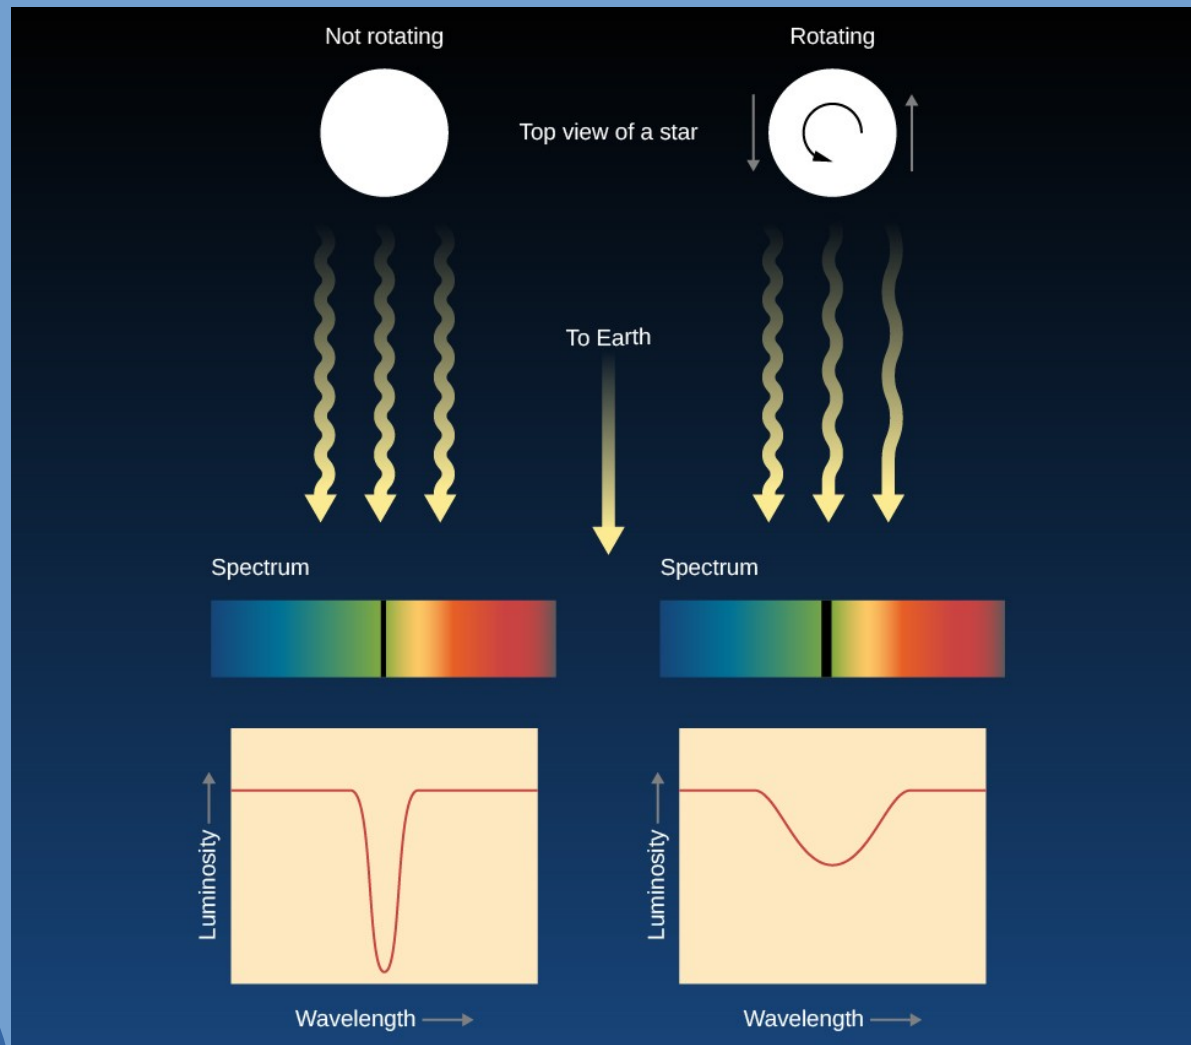 Not rotating
Rotating
Top view of a star
To Earth
Spectrum
Spectrum
Luminosity
Luminosity
Wavelength
Wavelength